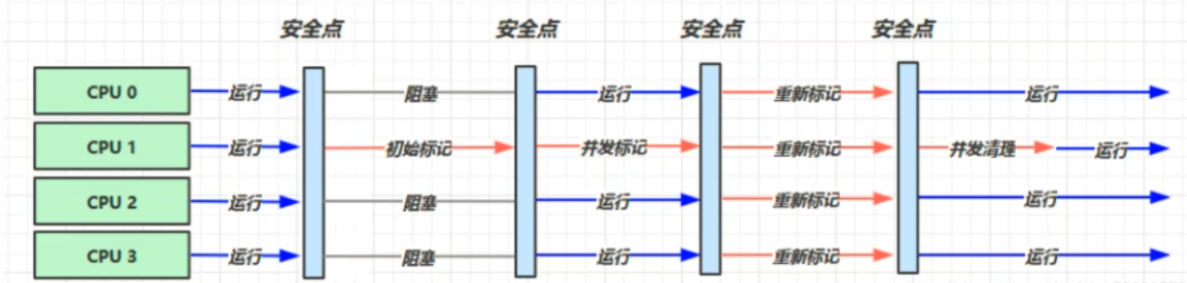 安全点 安全点 安全点 安全点
CPU 0 运行 阻塞 运行 重新标记 运行
CPU 1 运行 初始标记 并发标记 重新标记 并发清理 运行
CPU 2 运行 阻塞 运行 重新标记 运行
CPU 3 运行 阻塞 运行 重新标记 运行